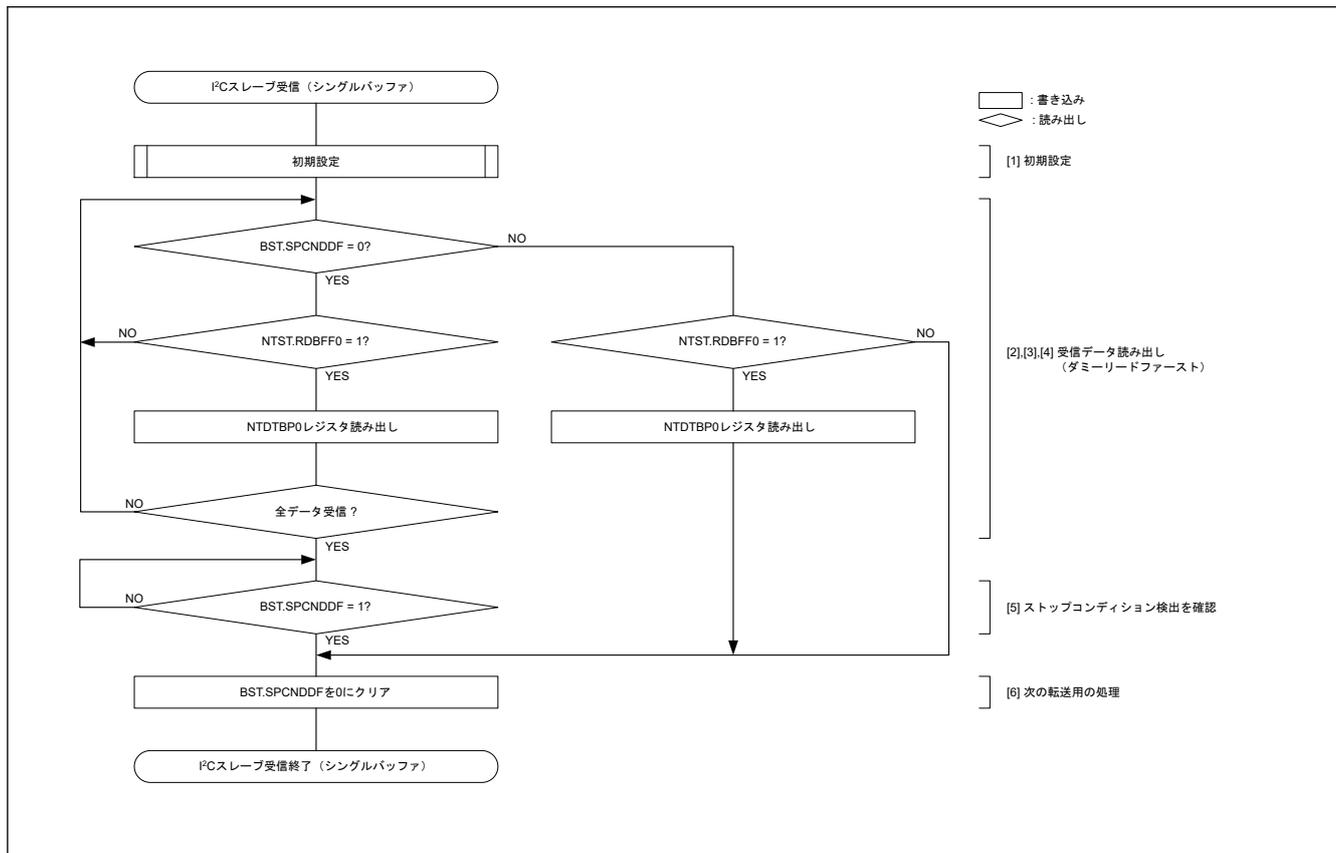 I²Cスレーブ受信（シングルバッファ）
: 書き込み
: 読み出し
初期設定
[1] 初期設定
BST.SPCNDDF = 0?
NO
YES
NO
NTST.RDBFF0 = 1?
YES
NTST.RDBFF0 = 1?
NO
YES
[2],[3],[4] 受信データ読み出し
（ダミーリードファースト）
NTDTBP0レジスタ読み出し
NTDTBP0レジスタ読み出し
NO
全データ受信 ?
YES
NO
BST.SPCNDDF = 1?
YES
[5] ストップコンディション検出を確認
BST.SPCNDDFを0にクリア
[6] 次の転送用の処理
I²Cスレーブ受信終了（シングルバッファ）